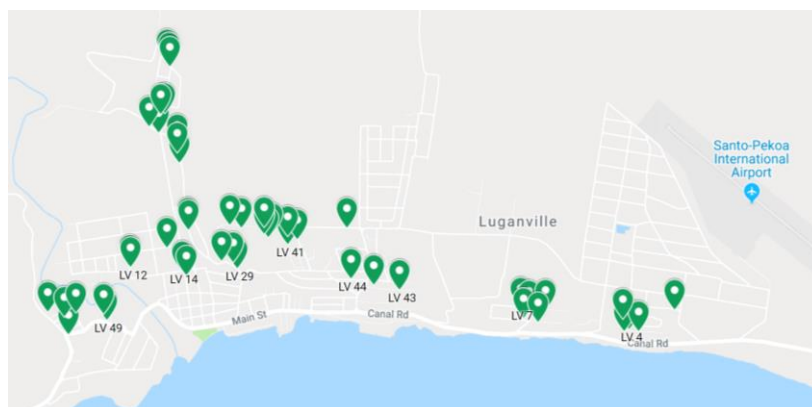 Santo-Pekoa
International
Airport
Luganville
LV 12
LV 14
LV 29
LV 41
LV 44
LV 43
LV 49
Main St
Canal Rd
LV 7
LV 4
Canal Rd